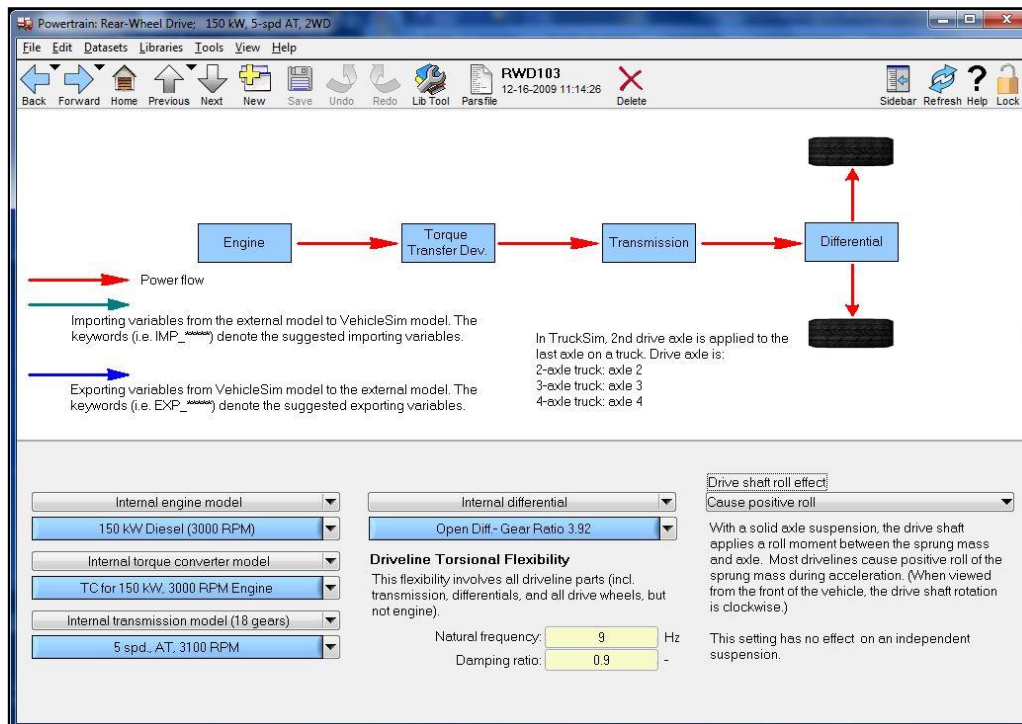 Powertrain: Rear-Wheel Drive; 150 kW, 5-spd AT, 2WD
File Edit Datasets Libraries Tools View Help
Back Forward Home Previous Next New Save Undo Redo Lib Tool Parsfile
RWD103
12-16-2009 11:14:26
Delete
Sidebar Refresh Help Lock
Engine
Torque
Transfer Dev.
Transmission
Differential
Power flow
Importing variables from the external model to VehicleSim model. The
keywords (i.e. IMP_*****) denote the suggested importing variables.
Exporting variables from VehicleSim model to the external model. The
keywords (i.e. EXP_*****) denote the suggested exporting variables.
In TruckSim, 2nd drive axle is applied to the
last axle on a truck. Drive axle is:
2-axle truck: axle 2
3-axle truck: axle 3
4-axle truck: axle 4
Internal engine model
150 kW Diesel (3000 RPM)
Internal torque converter model
TC for 150 kW, 3000 RPM Engine
Internal transmission model (18 gears)
5 spd., AT, 3100 RPM
Internal differential
Open Diff.- Gear Ratio 3.92
Driveline Torsional Flexibility
This flexibility involves all driveline parts (incl.
transmission, differentials, and all drive wheels, but
not engine).
Natural frequency: 9 Hz
Damping ratio: 0.9 -
Drive shaft roll effect
Cause positive roll
With a solid axle suspension, the drive shaft
applies a roll moment between the sprung mass
and axle. Most drivelines cause positive roll of the
sprung mass during acceleration. (When viewed
from the front of the vehicle, the drive shaft rotation
is clockwise.)
This setting has no effect on an independent
suspension.